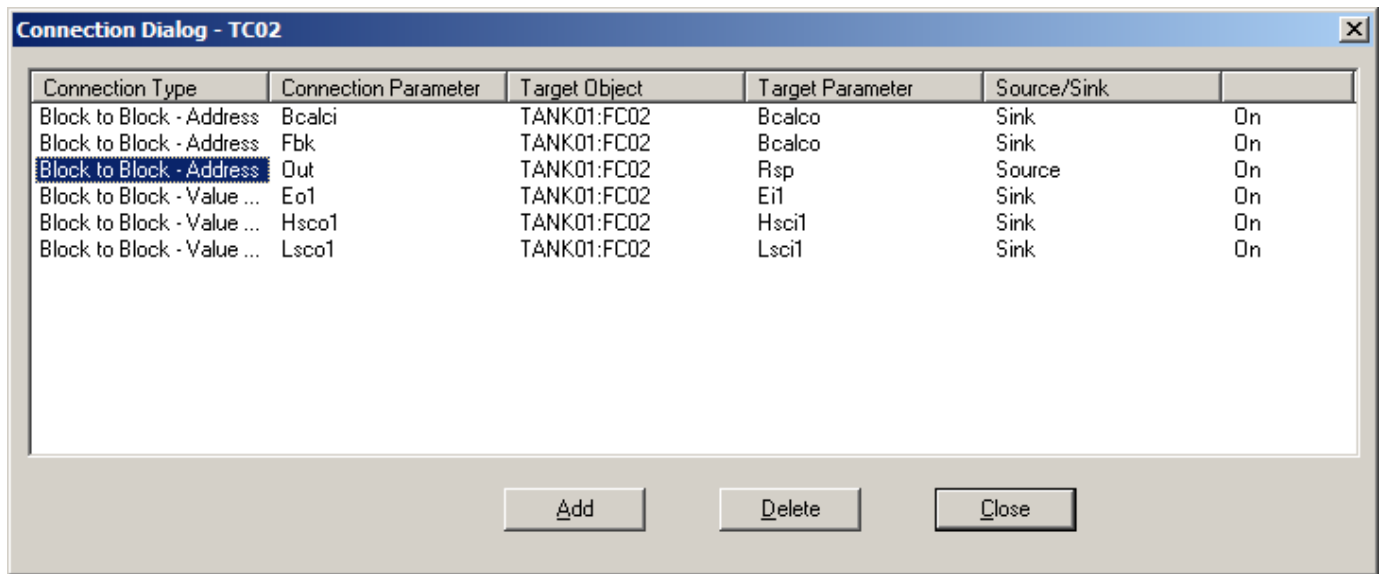 Connection Dialog - TC02
Connection Type Connection Parameter Target Object Target Parameter Source/Sink
Block to Block - Address Bcalci TANK01:FC02 Bcalco Sink On
Block to Block - Address Fbk TANK01:FC02 Bcalco Sink On
Block to Block - Address Out TANK01:FC02 Rsp Source On
Block to Block - Value ... Eo1 TANK01:FC02 Ei1 Sink On
Block to Block - Value ... Hsco1 TANK01:FC02 Hsci1 Sink On
Block to Block - Value ... Lsco1 TANK01:FC02 Lsci1 Sink On
Add Delete Close